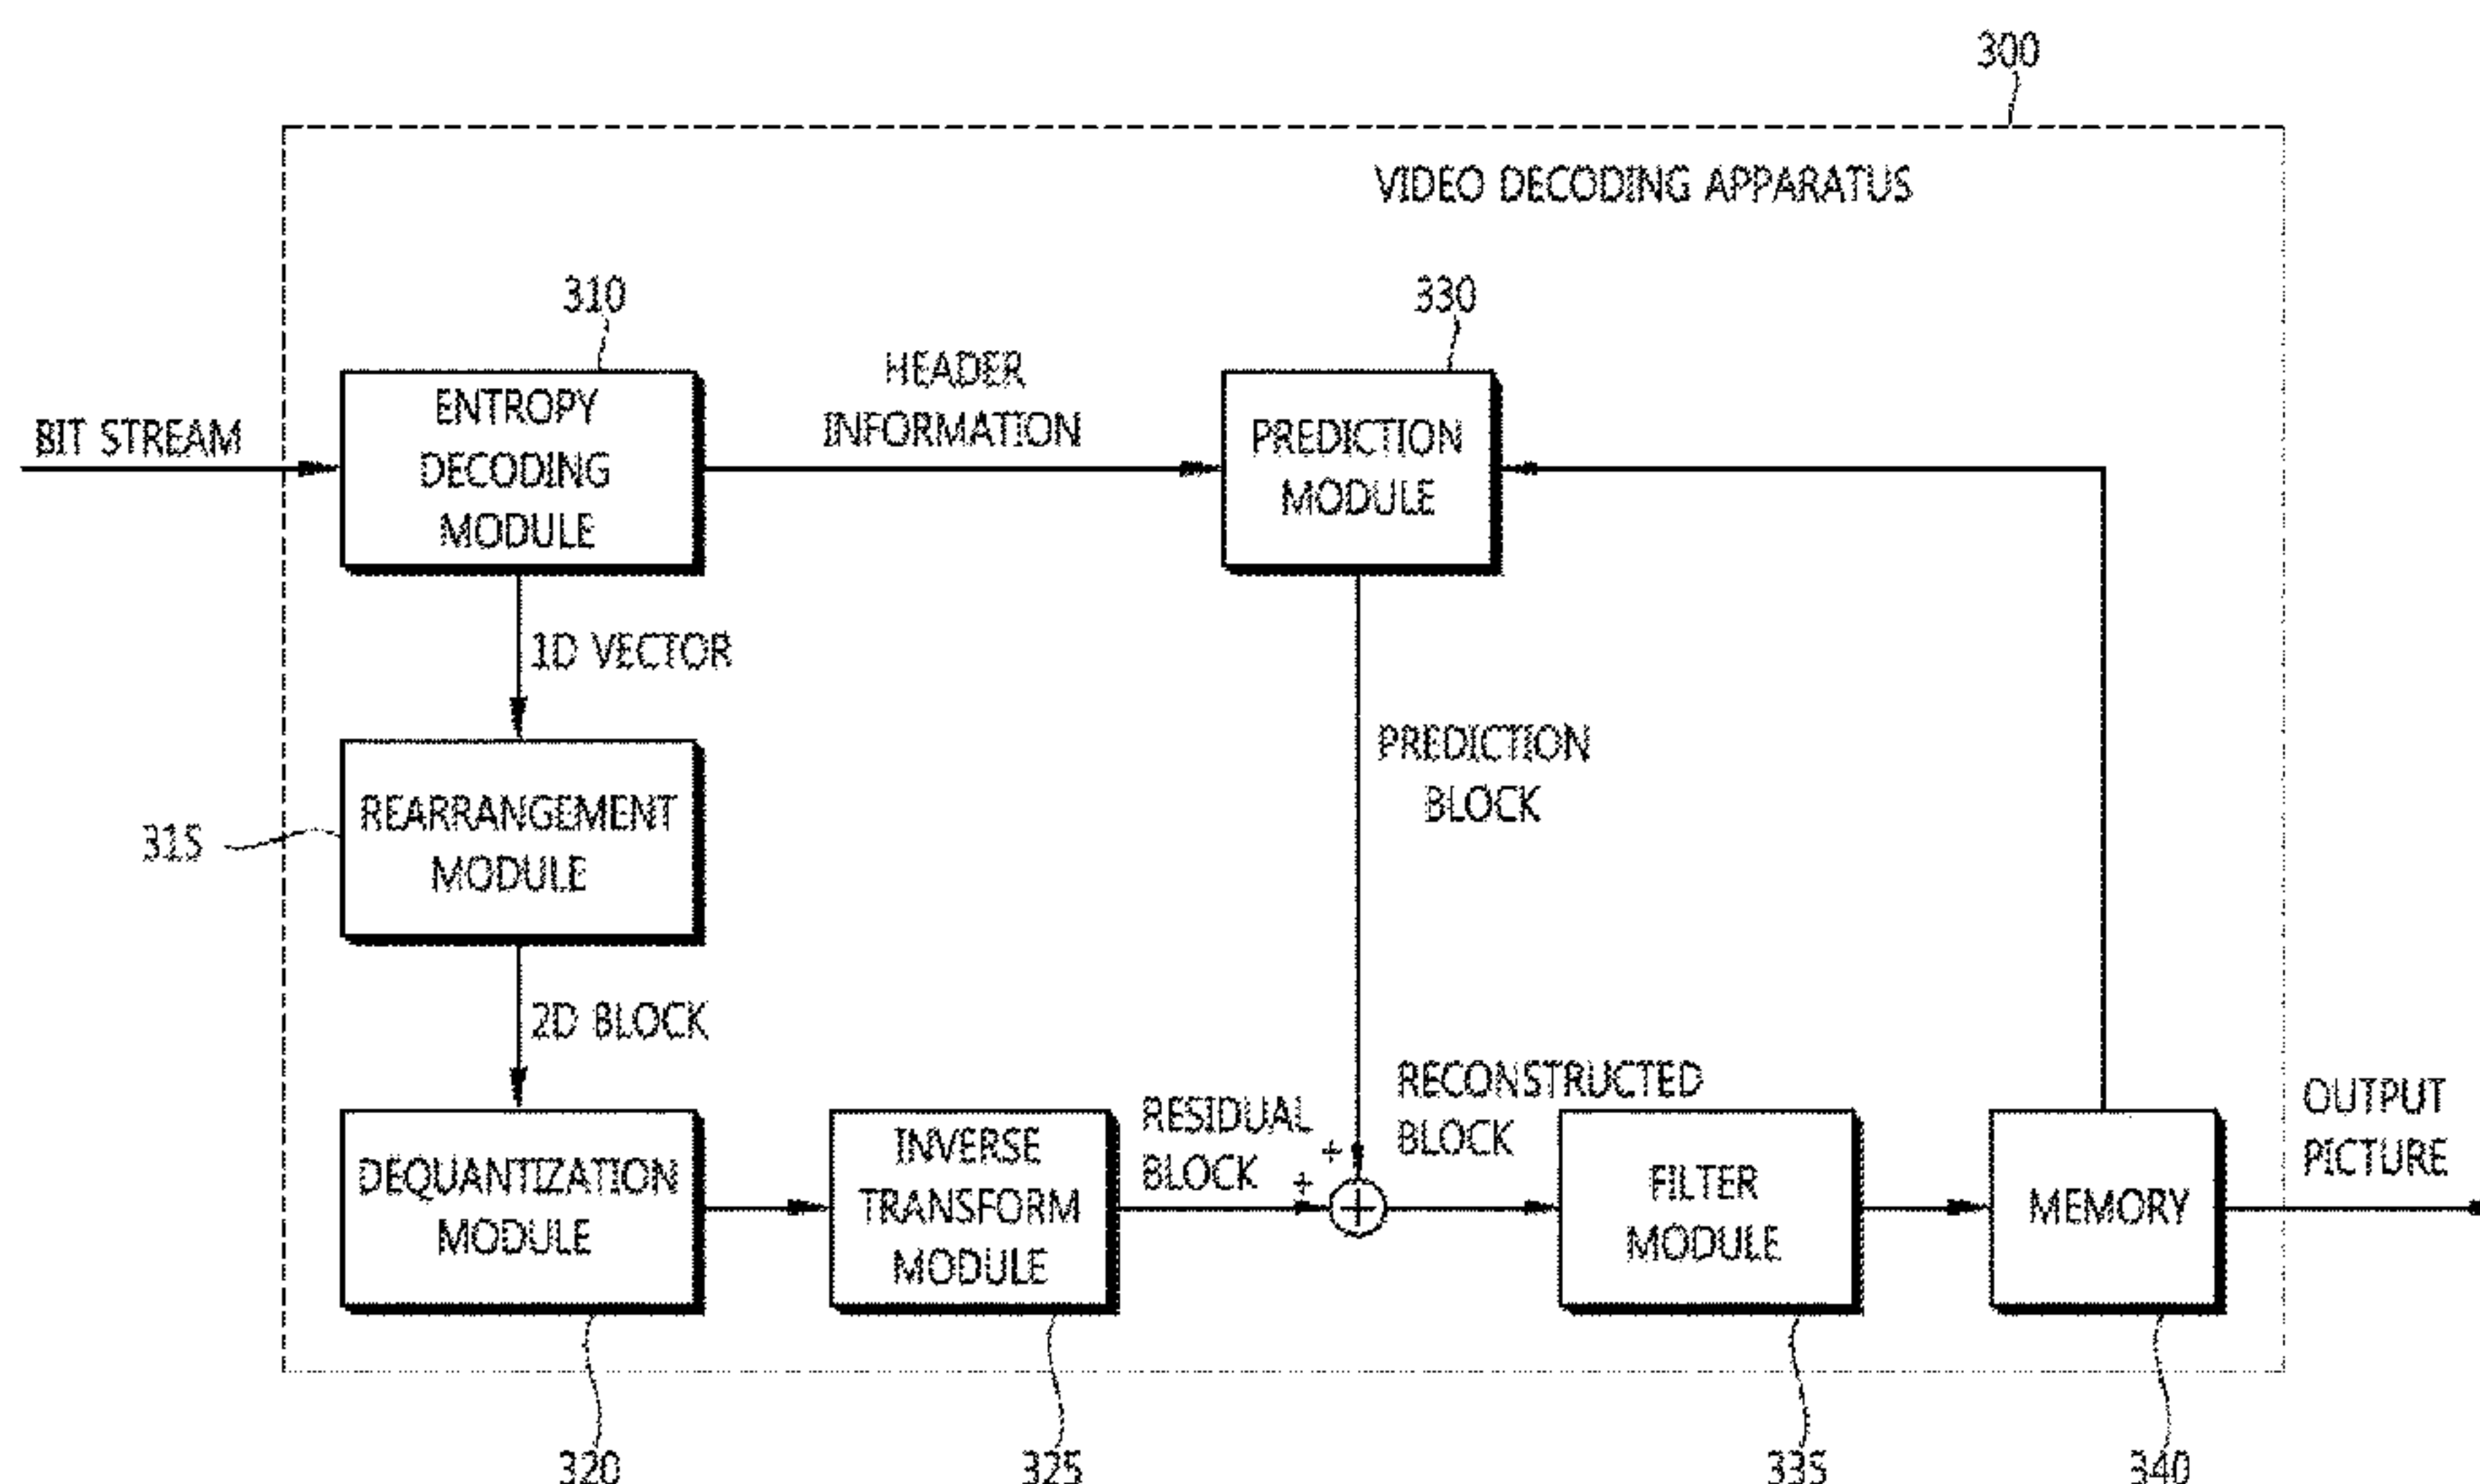 300
VIDEO DECODING APPARATUS
310
330
BIT STREAM
ENTROPY
DECODING
MODULE
HEADER
INFORMATION
PREDICTION
MODULE
1D VECTOR
315
REARRANGEMENT
MODULE
PREDICTION
BLOCK
2D BLOCK
DEQUANTIZATION
MODULE
INVERSE
TRANSFORM
MODULE
RESIDUAL
BLOCK
+
+
+
RECONSTRUCTED
BLOCK
FILTER
MODULE
MEMORY
OUTPUT
PICTURE
320
325
335
340